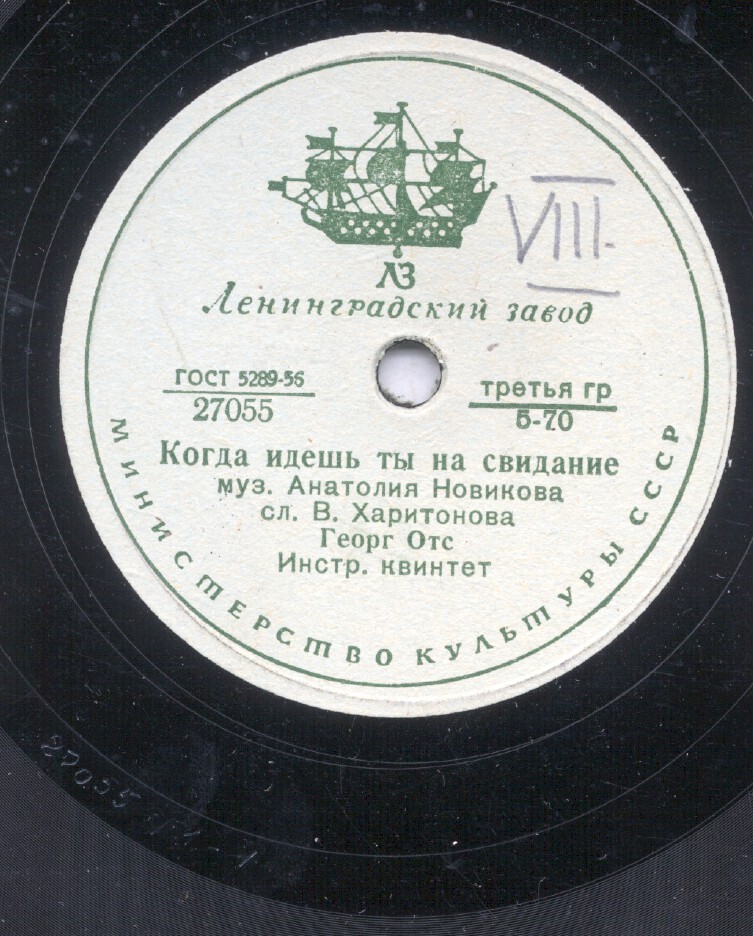 VIII.
ЛЗ
Ленинградский завод
ГОСТ 5289-56
27055
третья гр
5-70
Когда идешь ты на свидание
муз. Анатолия Новикова
сл. В. Харитонова
Георг Отс
Инстр. квинтет
МИНИСТЕРСТВО КУЛЬТУРЫ СССР
27055